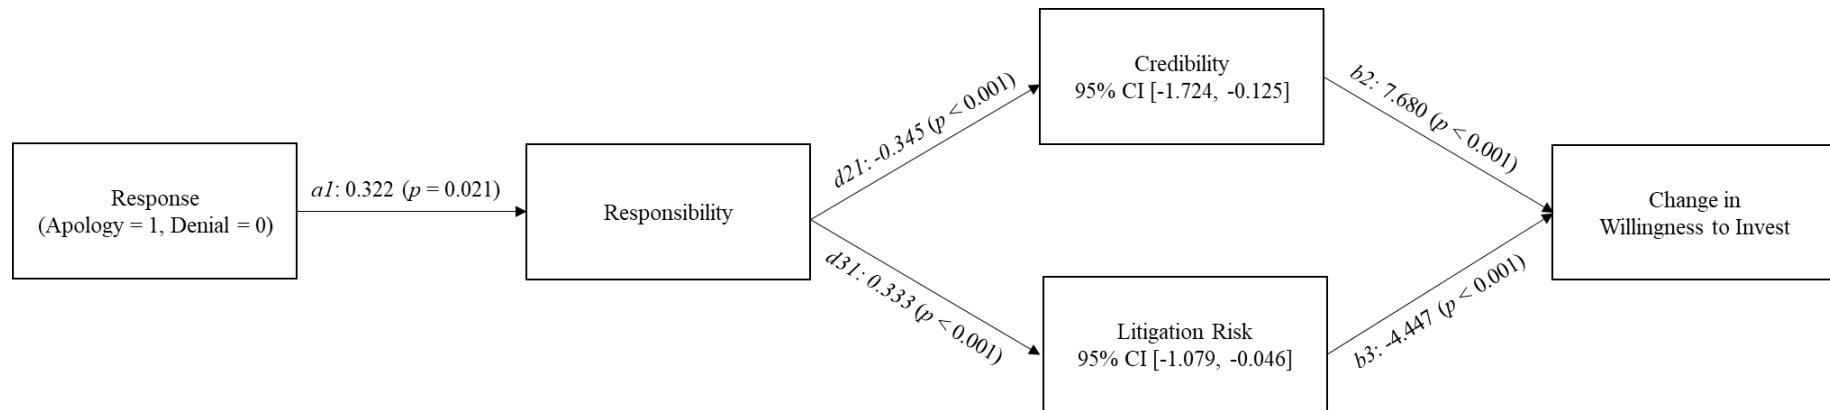 Response
(Apology = 1, Denial = 0)
a1: 0.322 (p = 0.021)
Responsibility
d21: -0.345 (p < 0.001)
d31: 0.333 (p < 0.001)
Credibility
95% CI [-1.724, -0.125]
Litigation Risk
95% CI [-1.079, -0.046]
b2: 7.680 (p < 0.001)
b3: -4.447 (p < 0.001)
Change in
Willingness to Invest